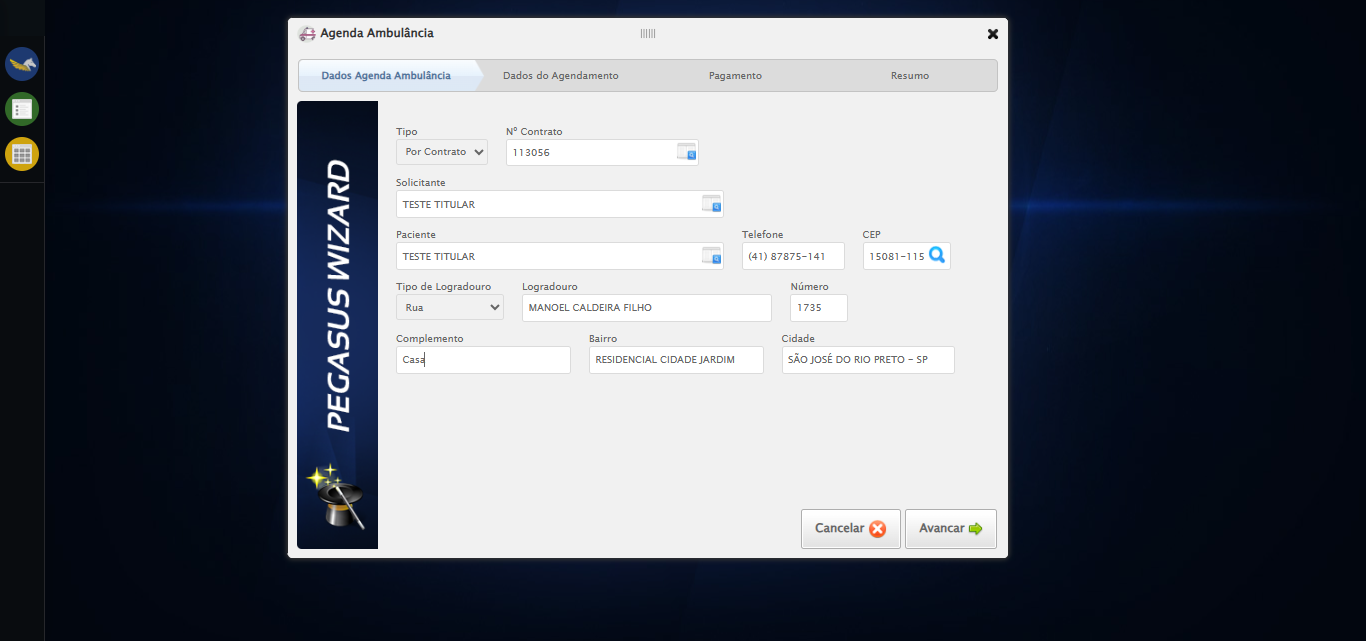 Agenda Ambulância
Dados Agenda Ambulância Dados do Agendamento Pagamento Resumo
PEGASUS WIZARD
Tipo Nº Contrato
Por Contrato 113056
Solicitante
TESTE TITULAR
Paciente Telefone CEP
TESTE TITULAR (41) 87875-141 15081-115
Tipo de Logradouro Logradouro Número
Rua MANOEL CALDEIRA FILHO 1735
Complemento Bairro Cidade
Casa RESIDENCIAL CIDADE JARDIM SÃO JOSÉ DO RIO PRETO - SP
Cancelar Avancar